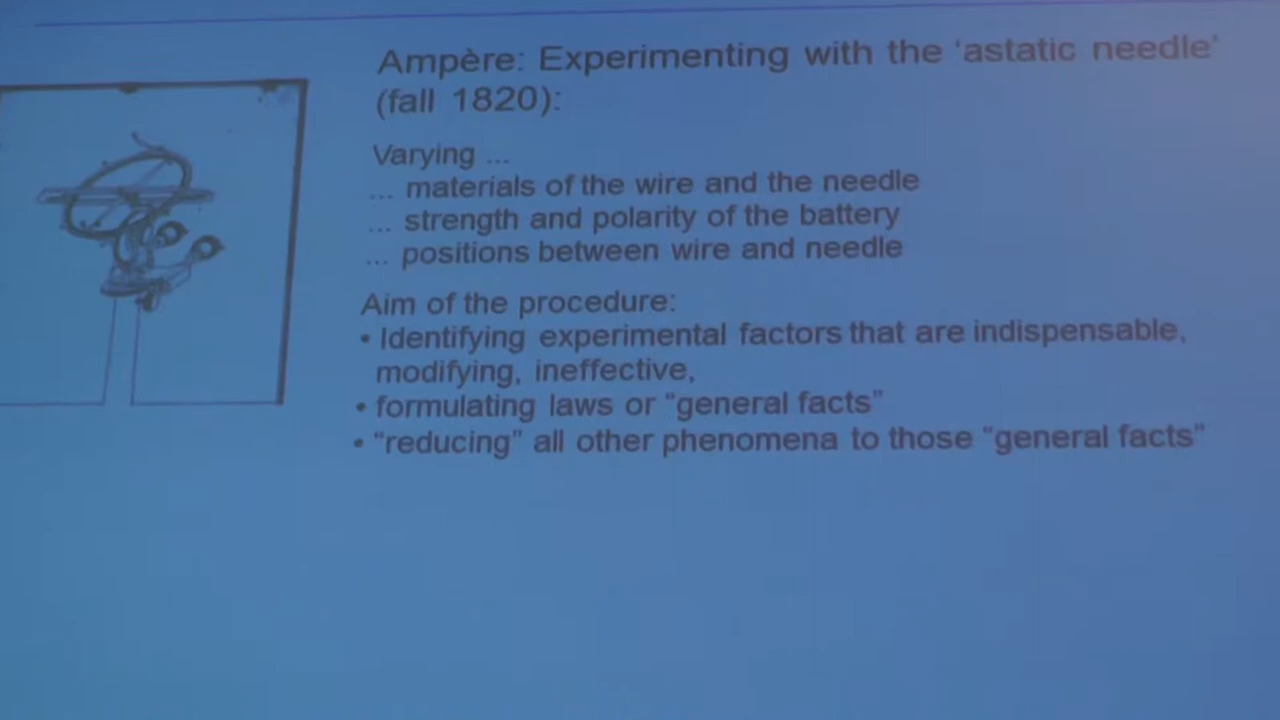 Ampère: Experimenting with the ‘astatic needle’
(fall 1820):
Varying ...
... materials of the wire and the needle
... strength and polarity of the battery
... positions between wire and needle
Aim of the procedure:
• Identifying experimental factors that are indispensable,
modifying, ineffective,
• formulating laws or “general facts”
• “reducing” all other phenomena to those “general facts”